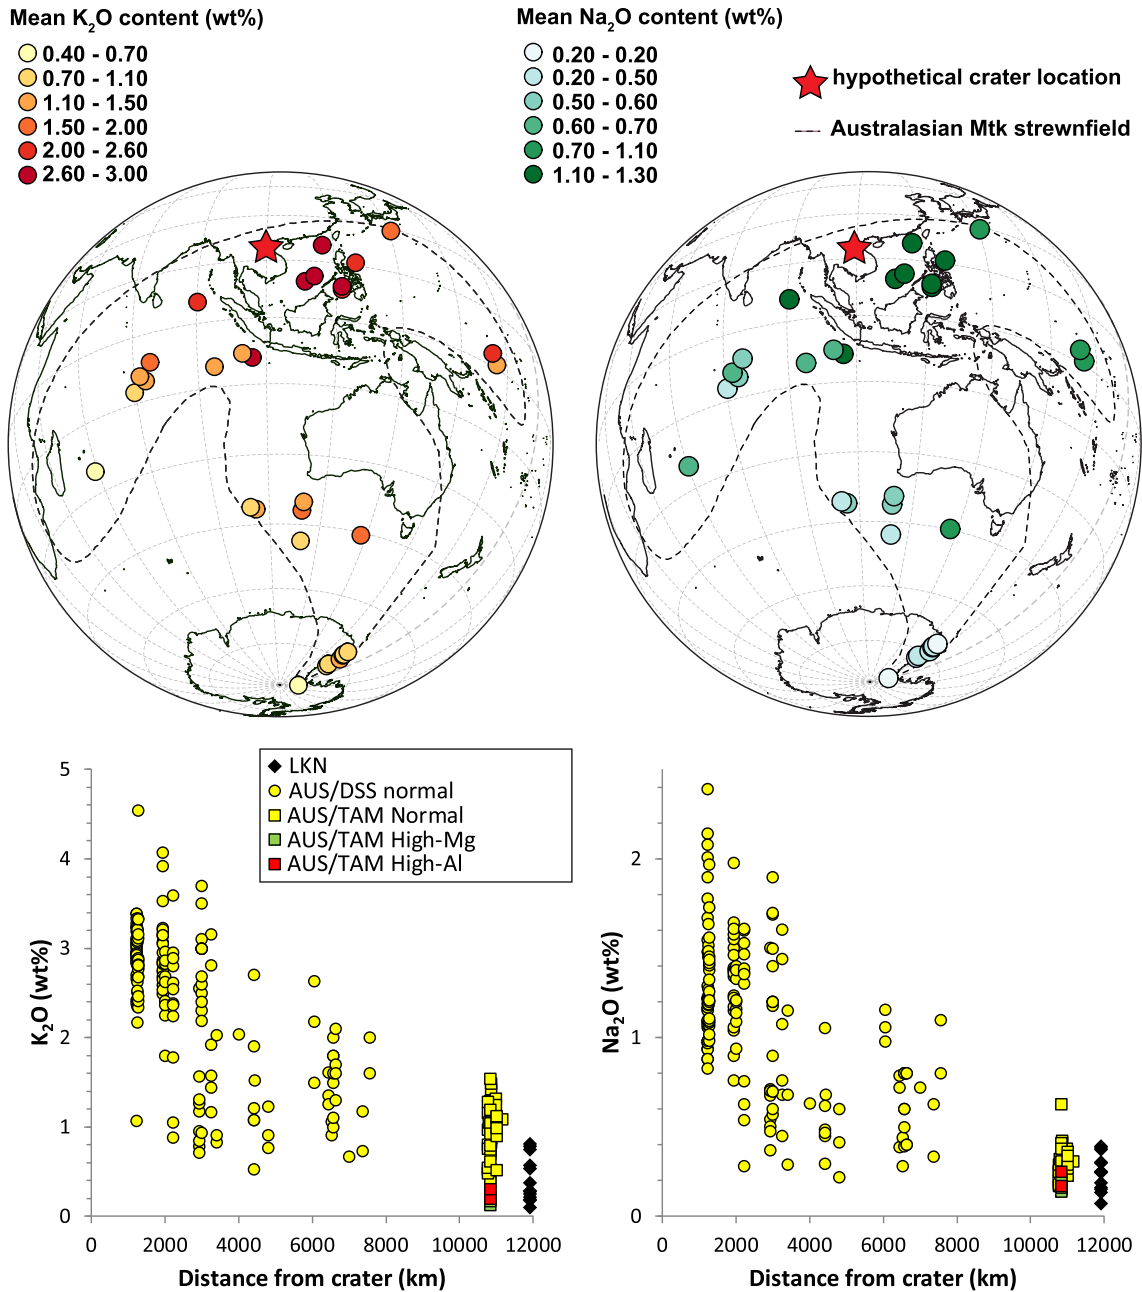 Mean K2O content (wt%)
0.40 - 0.70
0.70 - 1.10
1.10 - 1.50
1.50 - 2.00
2.00 - 2.60
2.60 - 3.00
Mean Na2O content (wt%)
0.20 - 0.20
0.20 - 0.50
0.50 - 0.60
0.60 - 0.70
0.70 - 1.10
1.10 - 1.30
hypothetical crater location
Australasian Mtk strewnfield
LKN
AUS/DSS normal
AUS/TAM Normal
AUS/TAM High-Mg
AUS/TAM High-Al
5
4
3
2
1
0
K2O (wt%)
0 2000 4000 6000 8000 10000 12000
Distance from crater (km)
2
1
0
Na2O (wt%)
0 2000 4000 6000 8000 10000 12000
Distance from crater (km)